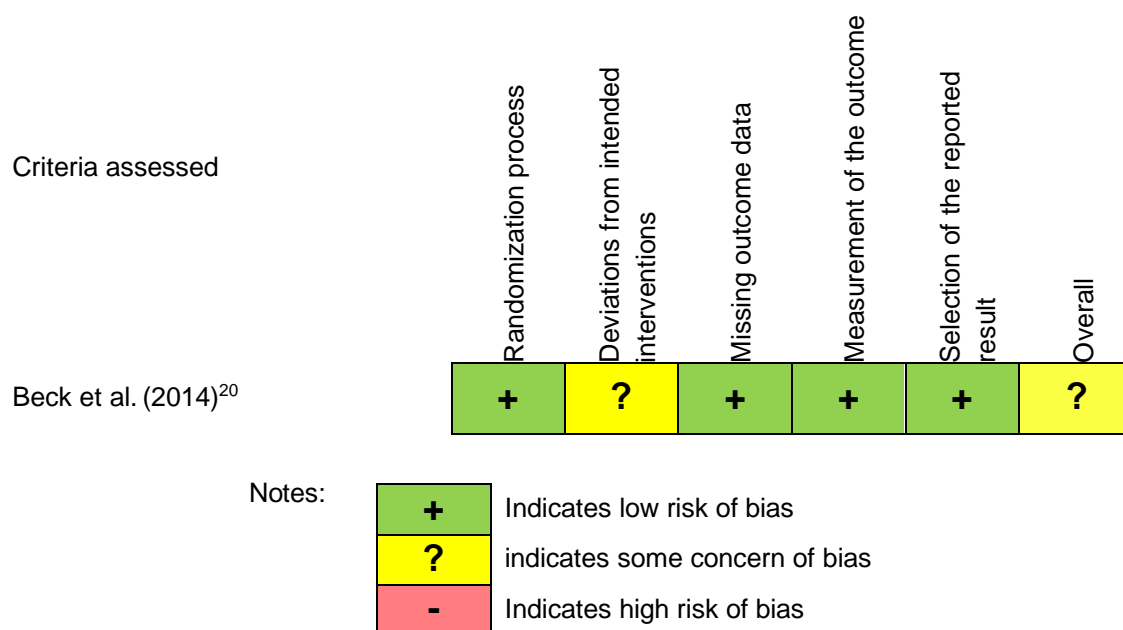 Criteria assessed
Randomization process
Deviations from intended
interventions
Missing outcome data
Measurement of the outcome
Selection of the reported
result
Overall
Beck et al. (2014)20
+ ? + + + ?
Notes:
+ Indicates low risk of bias
? indicates some concern of bias
- Indicates high risk of bias